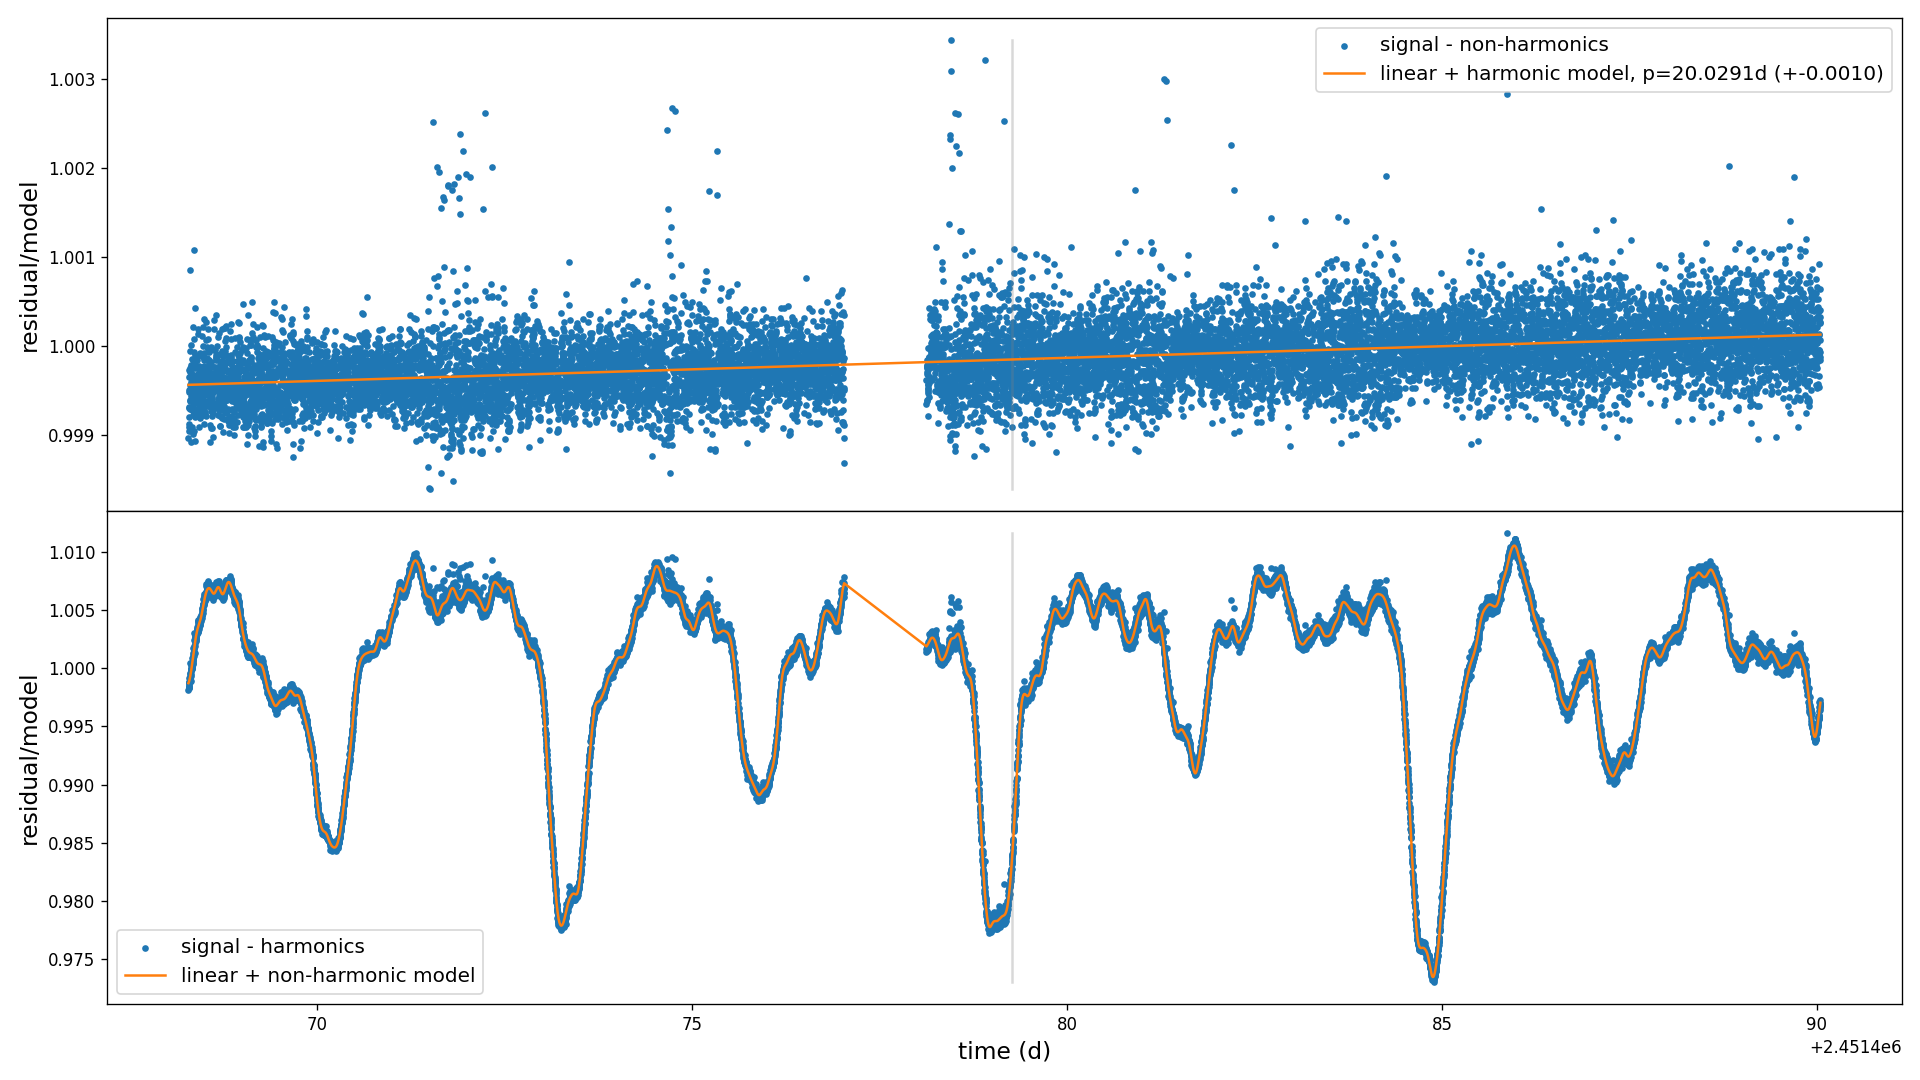 signal - non-harmonics
linear + harmonic model, p=20.0291d (+-0.0010)
residual/model
1.003
1.002
1.001
1.000
0.999
residual/model
1.010
1.005
1.000
0.995
0.990
0.985
0.980
0.975
signal - harmonics
linear + non-harmonic model
70
75
80
85
90
time (d)
+2.4514e6